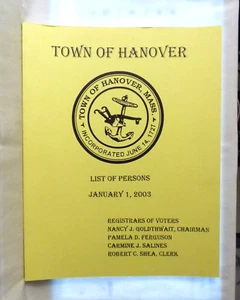 TOWN OF HANOVER
TOWN OF HANOVER, MASS.
INCORPORATED JUNE 14, 1727
LIST OF PERSONS
JANUARY 1, 2003
REGISTRARS OF VOTERS
NANCY J. GOLDTHWAIT, CHAIRMAN
PAMELA D. FERGUSON
CARMINE J. SALINES
ROBERT C. SHEA, CLERK